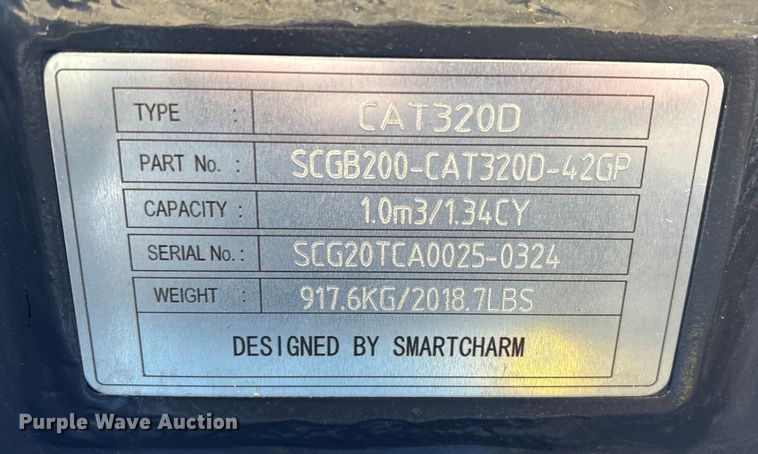 TYPE : CAT320D
PART No. : SCGB200-CAT320D-42GP
CAPACITY : 1.0m3/1.34CY
SERIAL No. : SCG20TCA0025-0324
WEIGHT : 917.6KG/2018.7LBS
DESIGNED BY SMARTCHARM
Purple Wave Auction